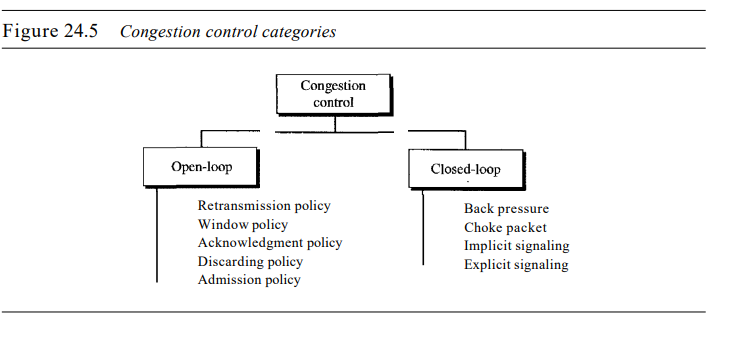 Figure 24.5 Congestion control categories
Congestion
control
Open-loop
Closed-loop
Retransmission policy
Window policy
Acknowledgment policy
Discarding policy
Admission policy
Back pressure
Choke packet
Implicit signaling
Explicit signaling